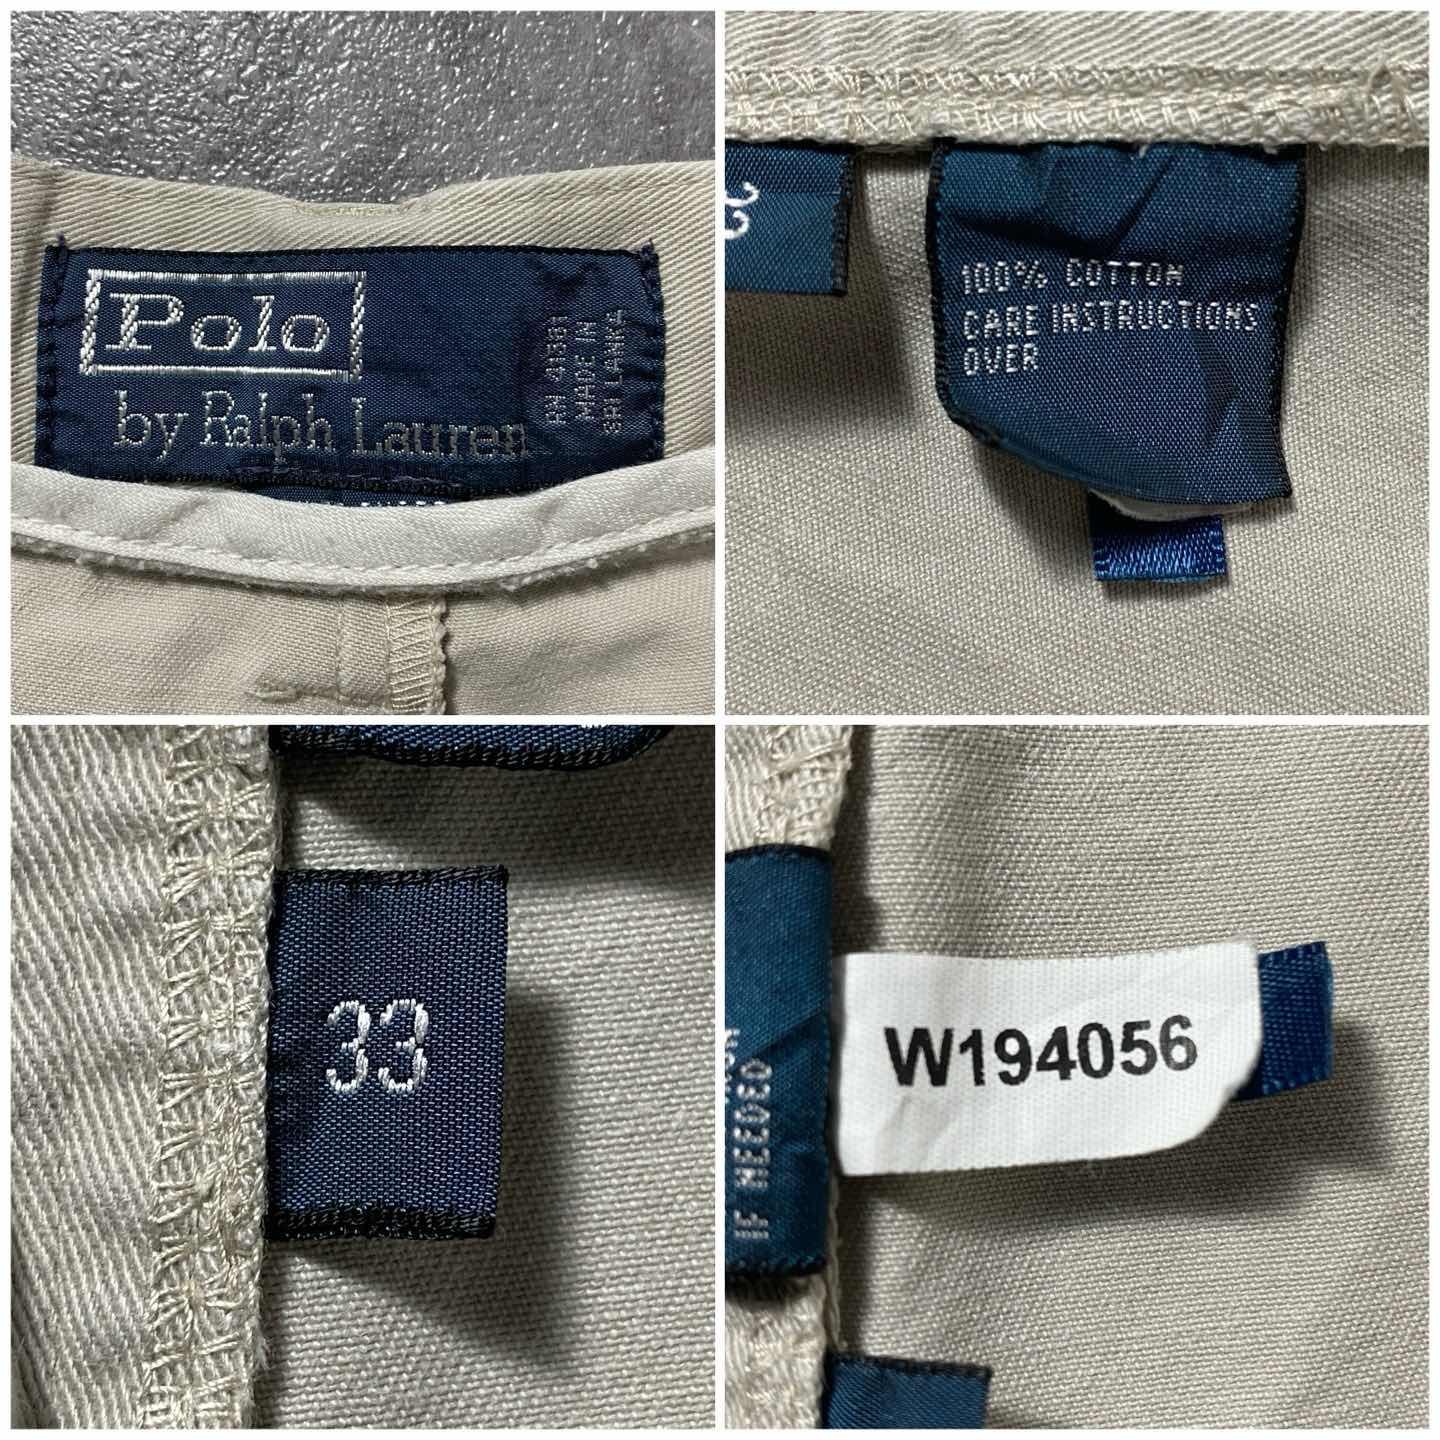 Polo
by Ralph Lauren
RN 41381
MADE IN
SRI LANKA
100% COTTON
CARE INSTRUCTIONS
OVER
33
W194056
IF NEEDED